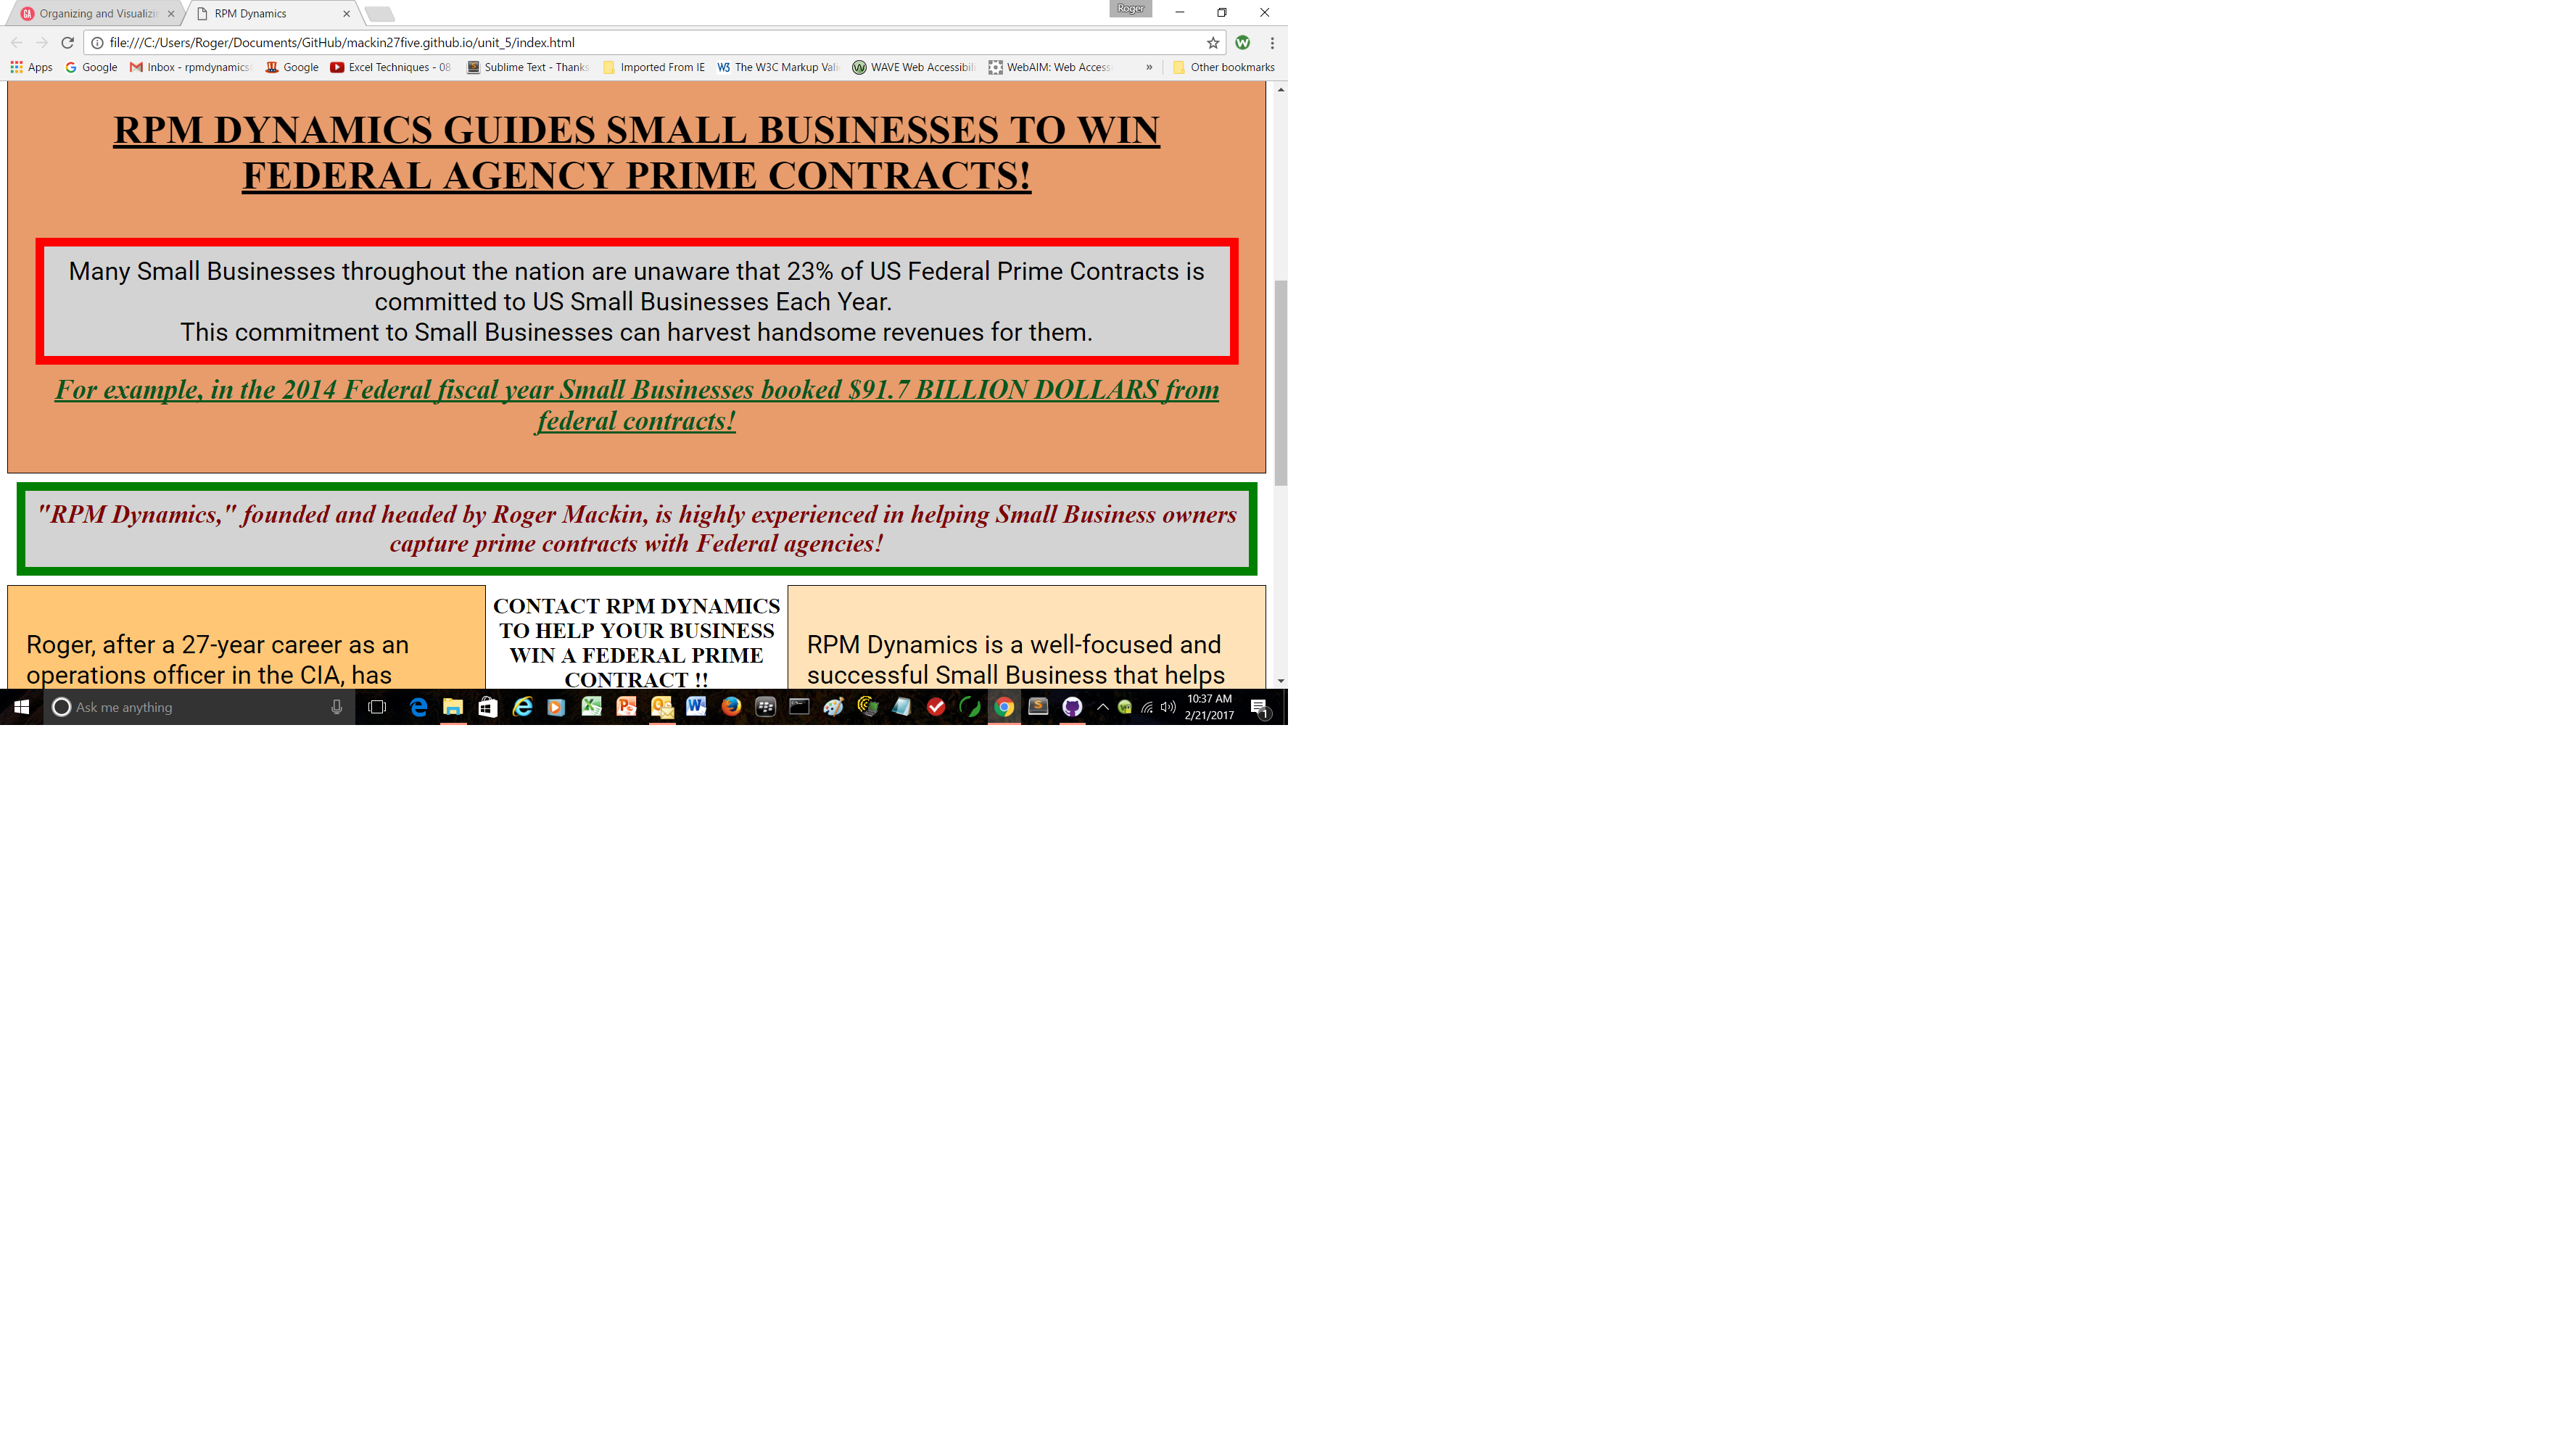 Organizing and Visualizi
RPM Dynamics
Roger
file:///C:/Users/Roger/Documents/GitHub/mackin27five.github.io/unit_5/index.html
Apps Google Inbox - rpmdynamics Google Excel Techniques - 08 Sublime Text - Thanks Imported From IE The W3C Markup Vali WAVE Web Accessibili WebAIM: Web Access » Other bookmarks
RPM DYNAMICS GUIDES SMALL BUSINESSES TO WIN
FEDERAL AGENCY PRIME CONTRACTS!
Many Small Businesses throughout the nation are unaware that 23% of US Federal Prime Contracts is
committed to US Small Businesses Each Year.
This commitment to Small Businesses can harvest handsome revenues for them.
For example, in the 2014 Federal fiscal year Small Businesses booked $91.7 BILLION DOLLARS from
federal contracts!
"RPM Dynamics," founded and headed by Roger Mackin, is highly experienced in helping Small Business owners
capture prime contracts with Federal agencies!
Roger, after a 27-year career as an
operations officer in the CIA, has
CONTACT RPM DYNAMICS
TO HELP YOUR BUSINESS
WIN A FEDERAL PRIME
CONTRACT !!
RPM Dynamics is a well-focused and
successful Small Business that helps
Ask me anything
10:37 AM
2/21/2017
1